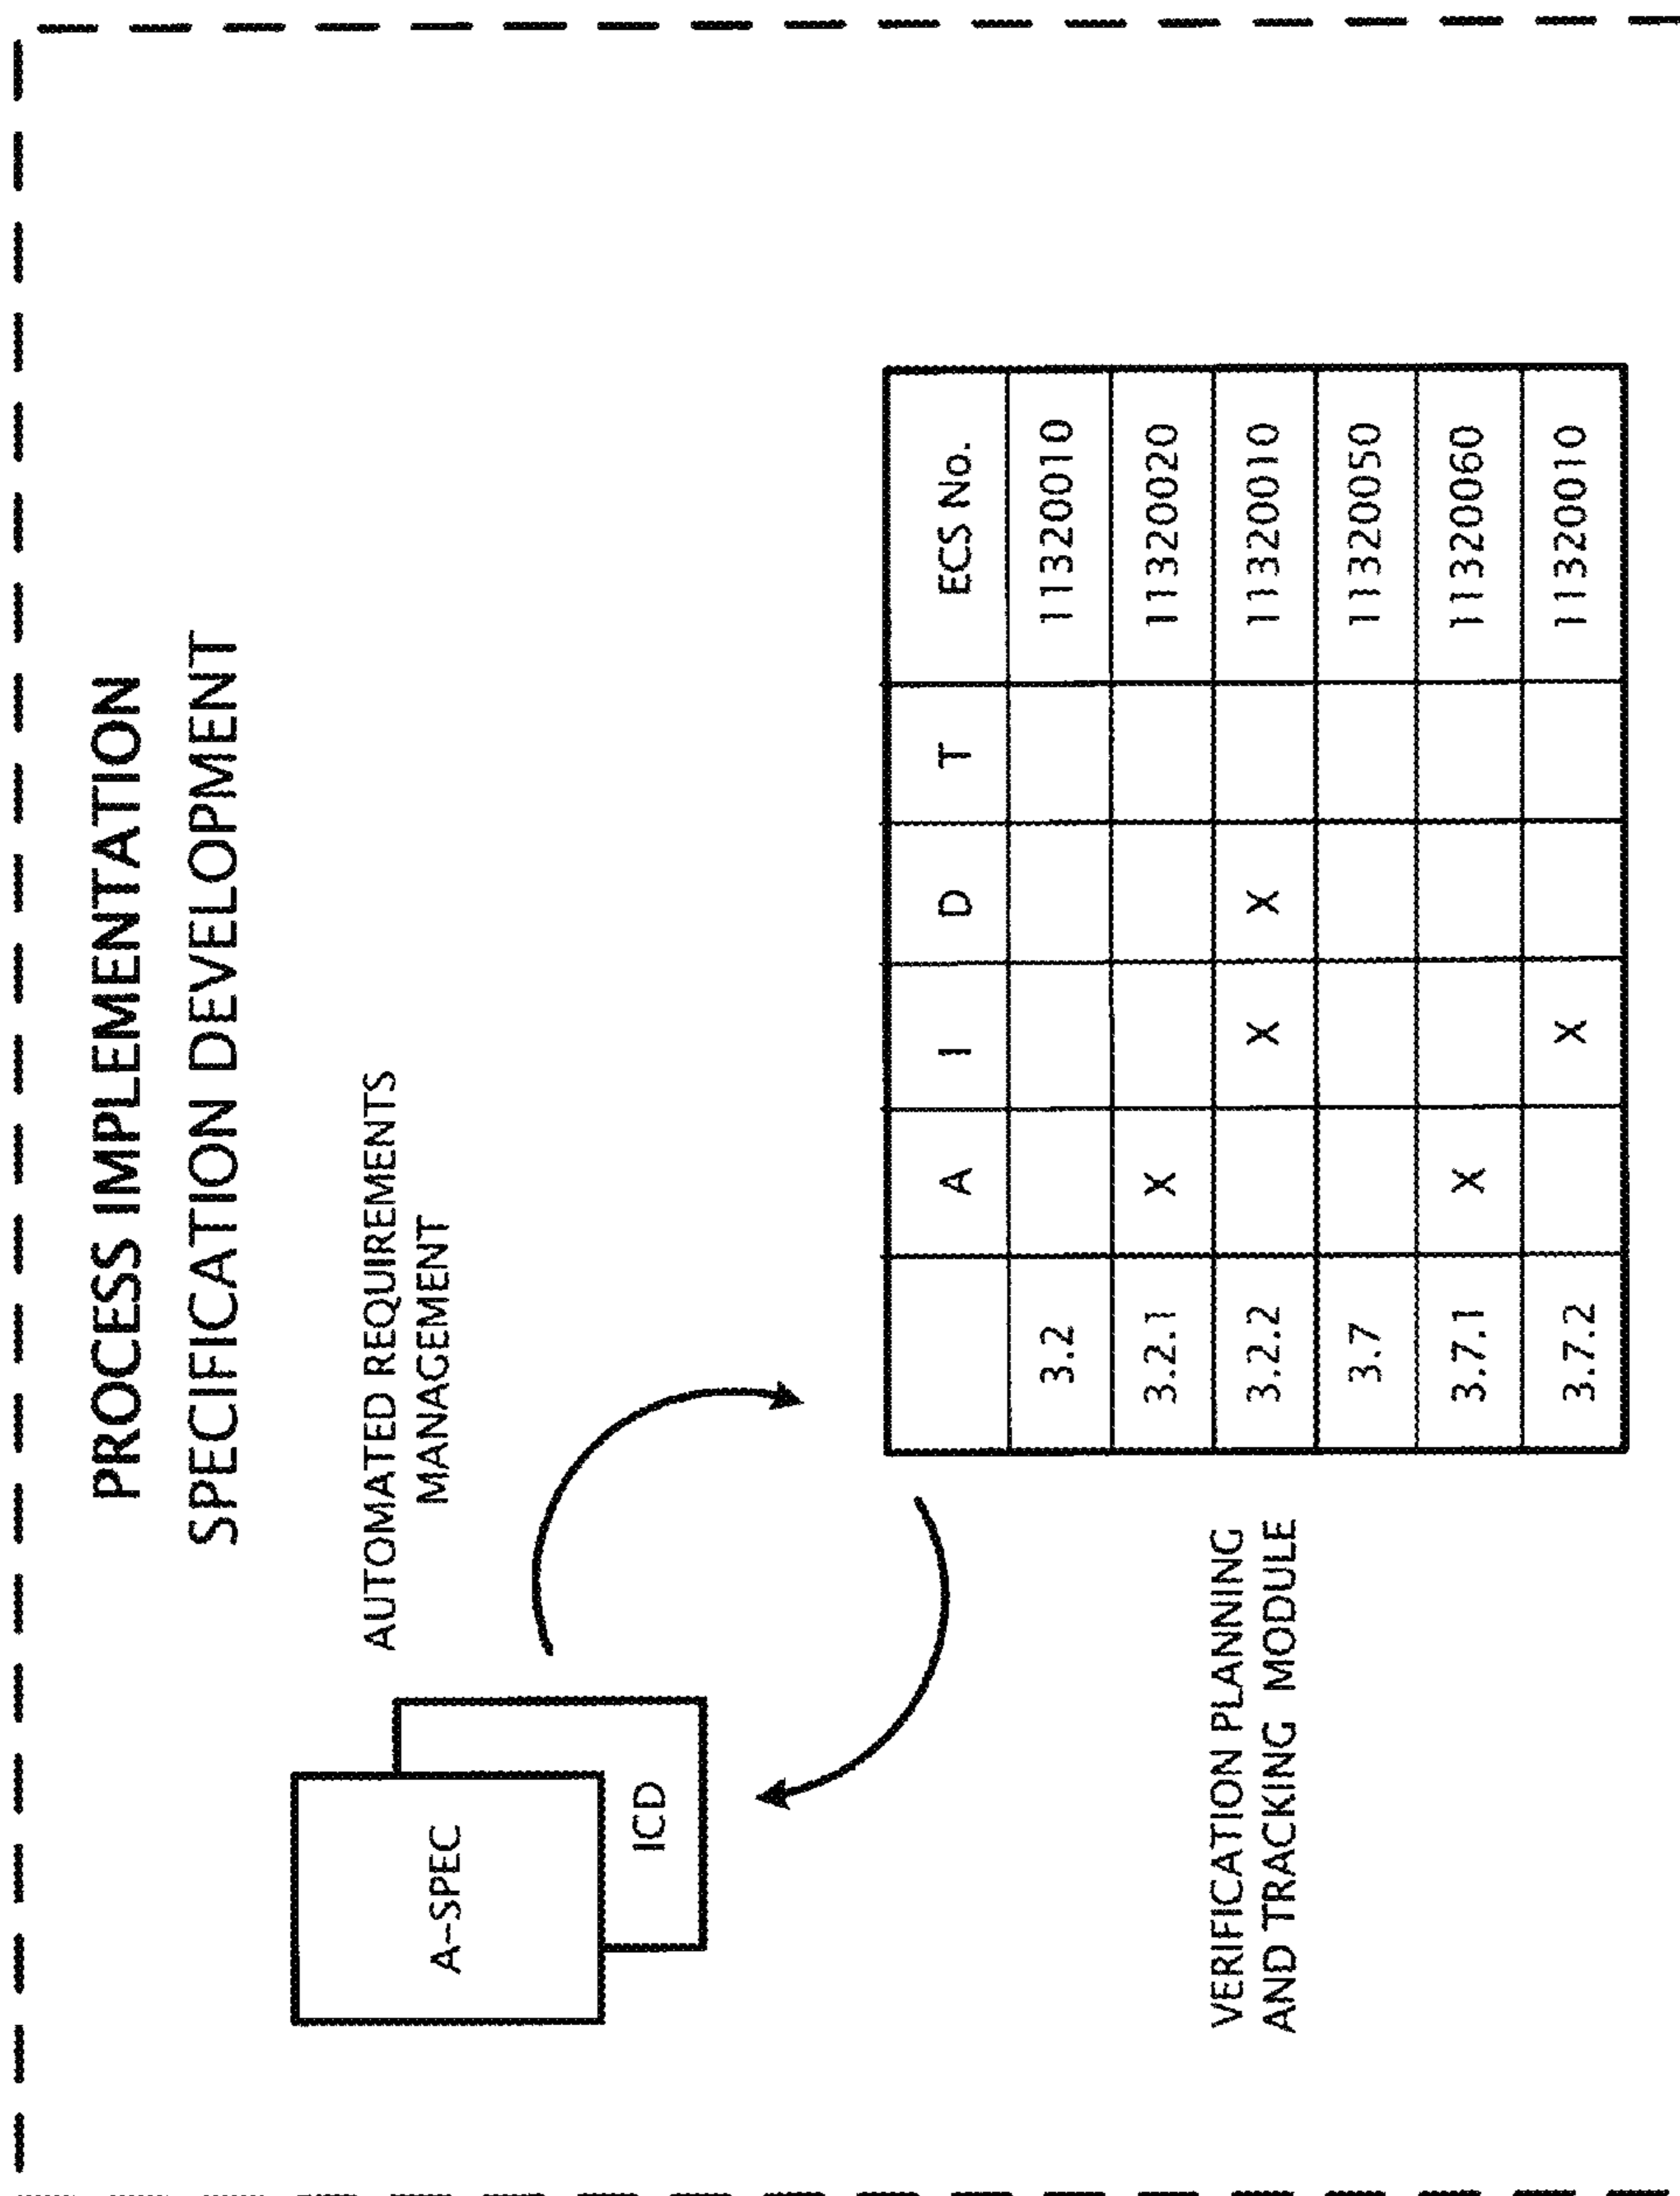 PROCESS IMPLEMENTATION
SPECIFICATION DEVELOPMENT
AUTOMATED REQUIREMENTS
MANAGEMENT
A-SPEC
ICD
VERIFICATION PLANNING
AND TRACKING MODULE
A I D T ECS No.
3.2 11320010
3.2.1 X 11320020
3.2.2 X X 11320010
3.7 11320050
3.7.1 X 11320060
3.7.2 X 11320010